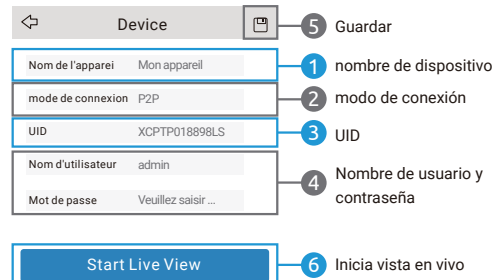 Device
5 Guardar
Nom de l'apparei Mon appareil
1 nombre de dispositivo
mode de connexion P2P
2 modo de conexión
UID XCPTP018898LS
3 UID
Nom d'utilisateur admin
Mot de passe Veuillez saisir ...
4 Nombre de usuario y
contraseña
Start Live View
6 Inicia vista en vivo